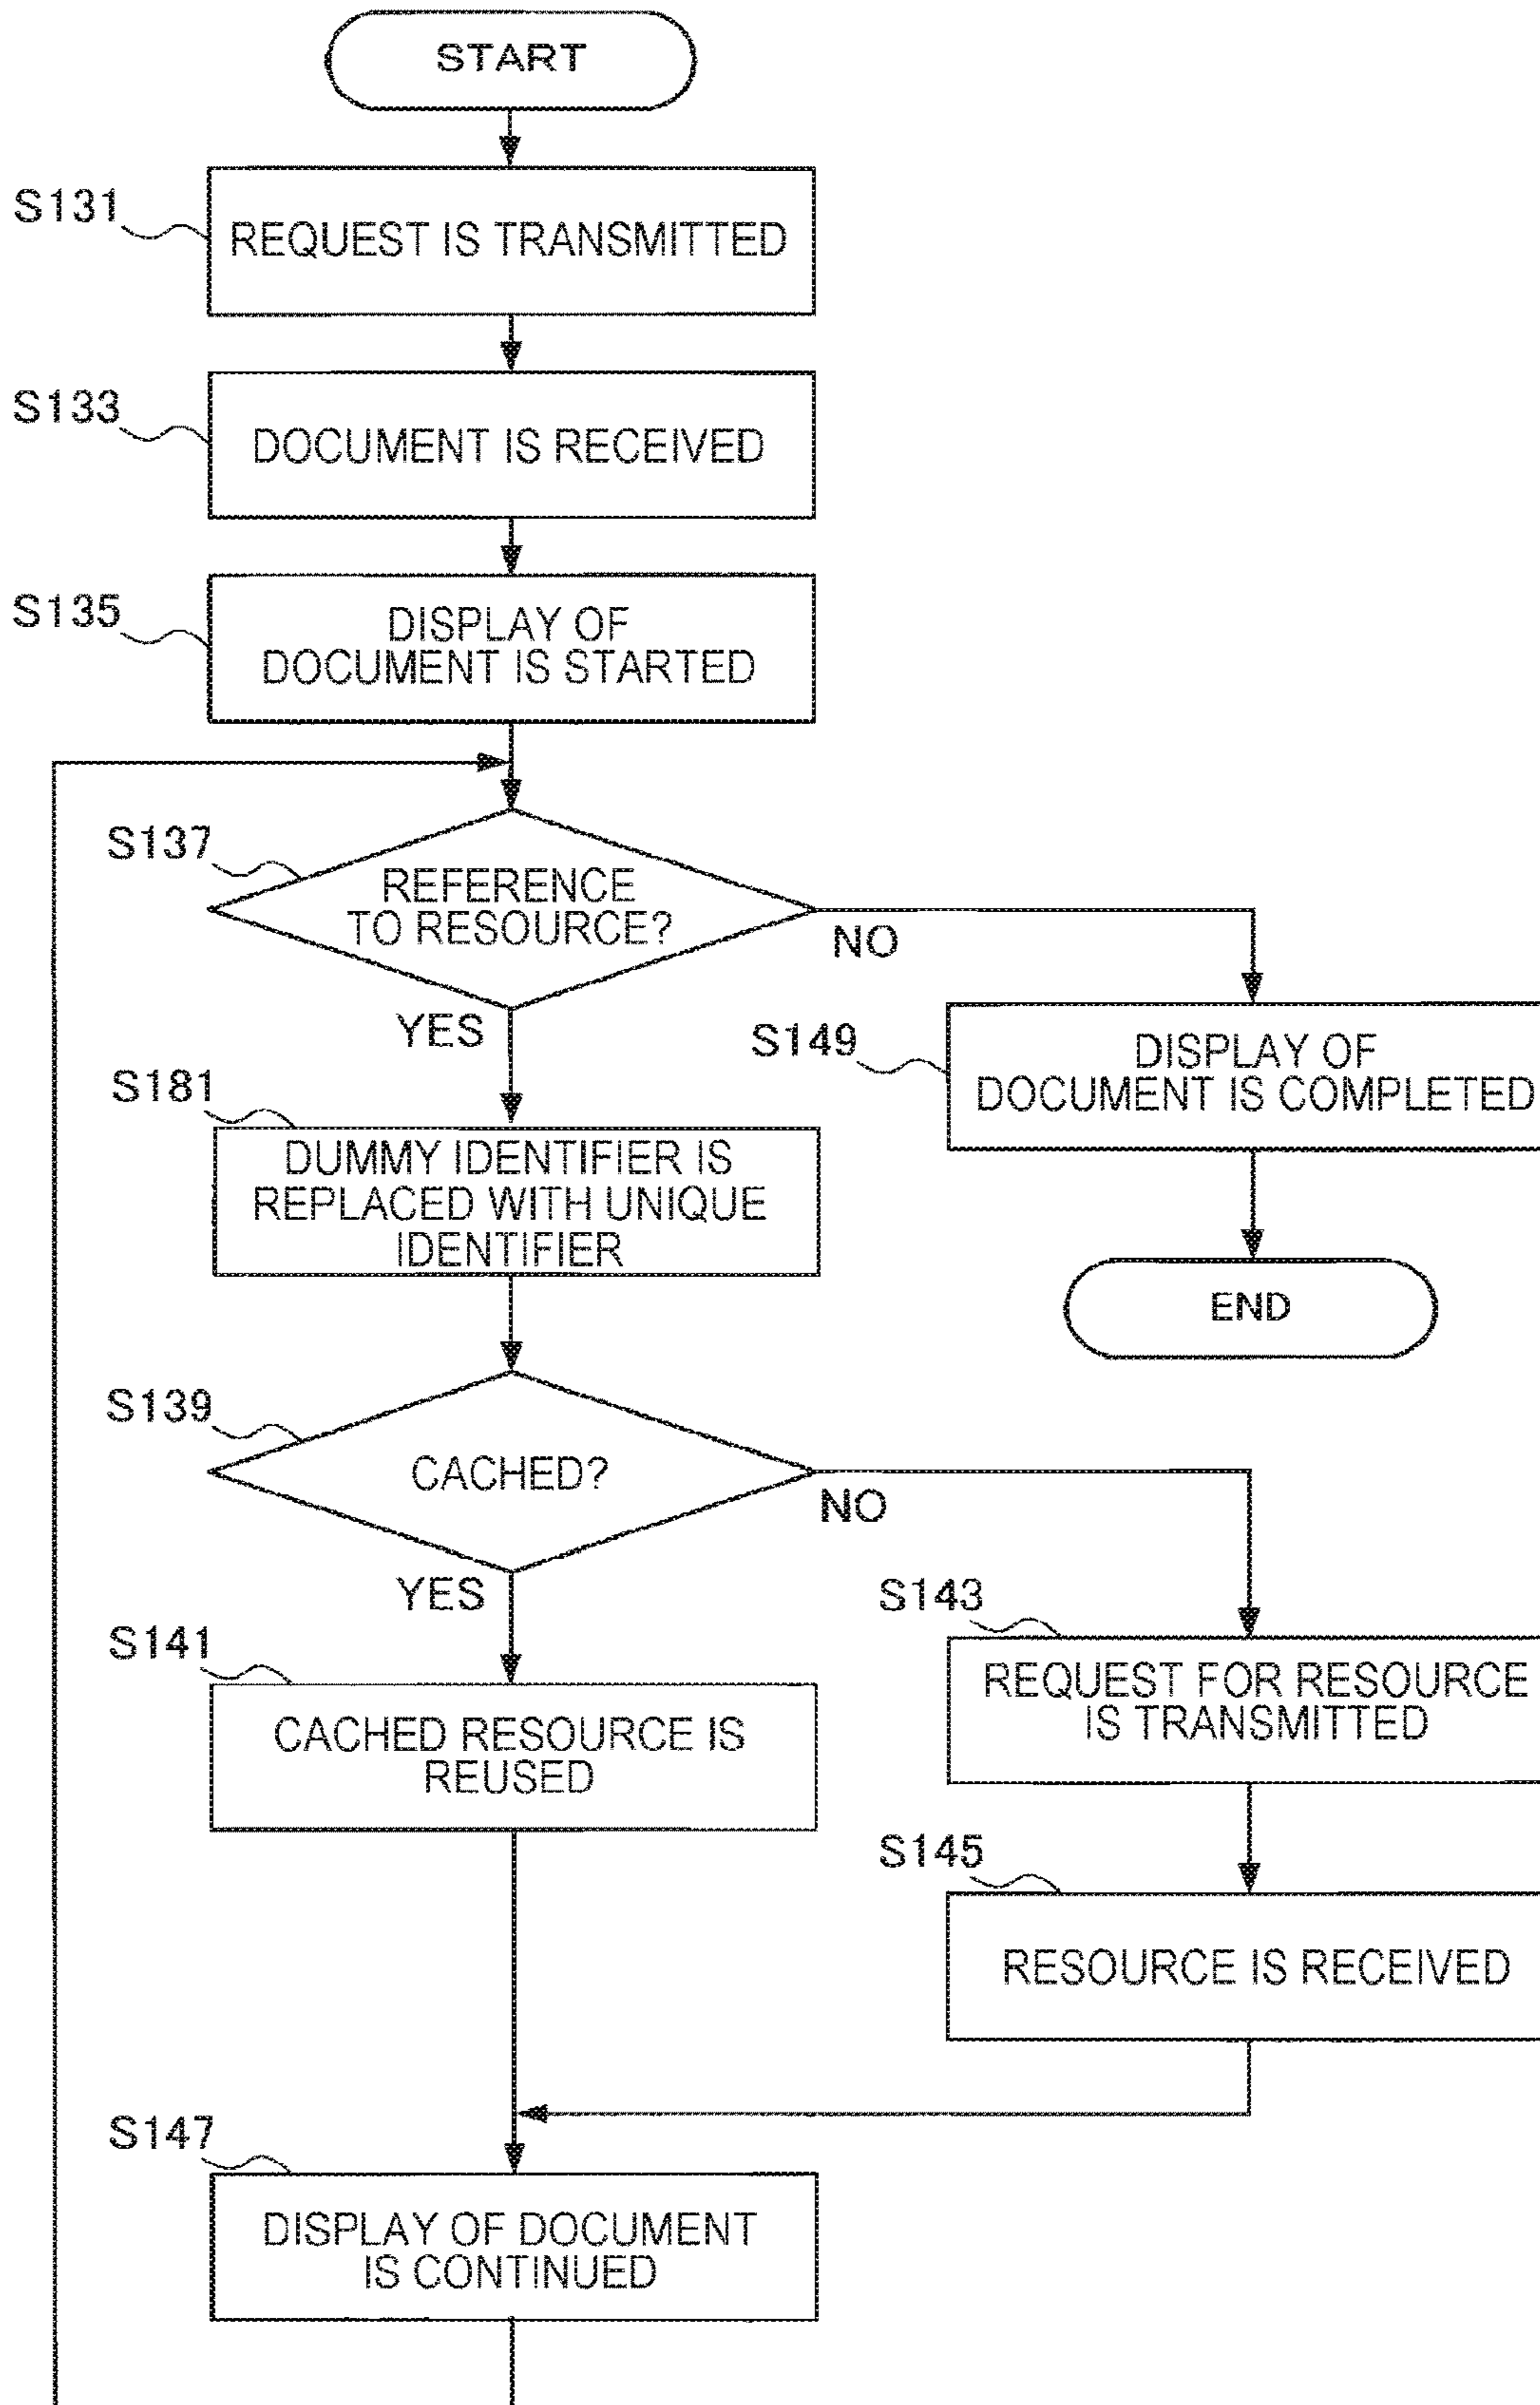 START
S131
REQUEST IS TRANSMITTED
S133
DOCUMENT IS RECEIVED
S135
DISPLAY OF
DOCUMENT IS STARTED
S137
REFERENCE
TO RESOURCE?
NO
YES
S149
DISPLAY OF
DOCUMENT IS COMPLETED
S181
DUMMY IDENTIFIER IS
REPLACED WITH UNIQUE
IDENTIFIER
END
S139
CACHED?
NO
YES
S143
REQUEST FOR RESOURCE
IS TRANSMITTED
S141
CACHED RESOURCE IS
REUSED
S145
RESOURCE IS RECEIVED
S147
DISPLAY OF DOCUMENT
IS CONTINUED